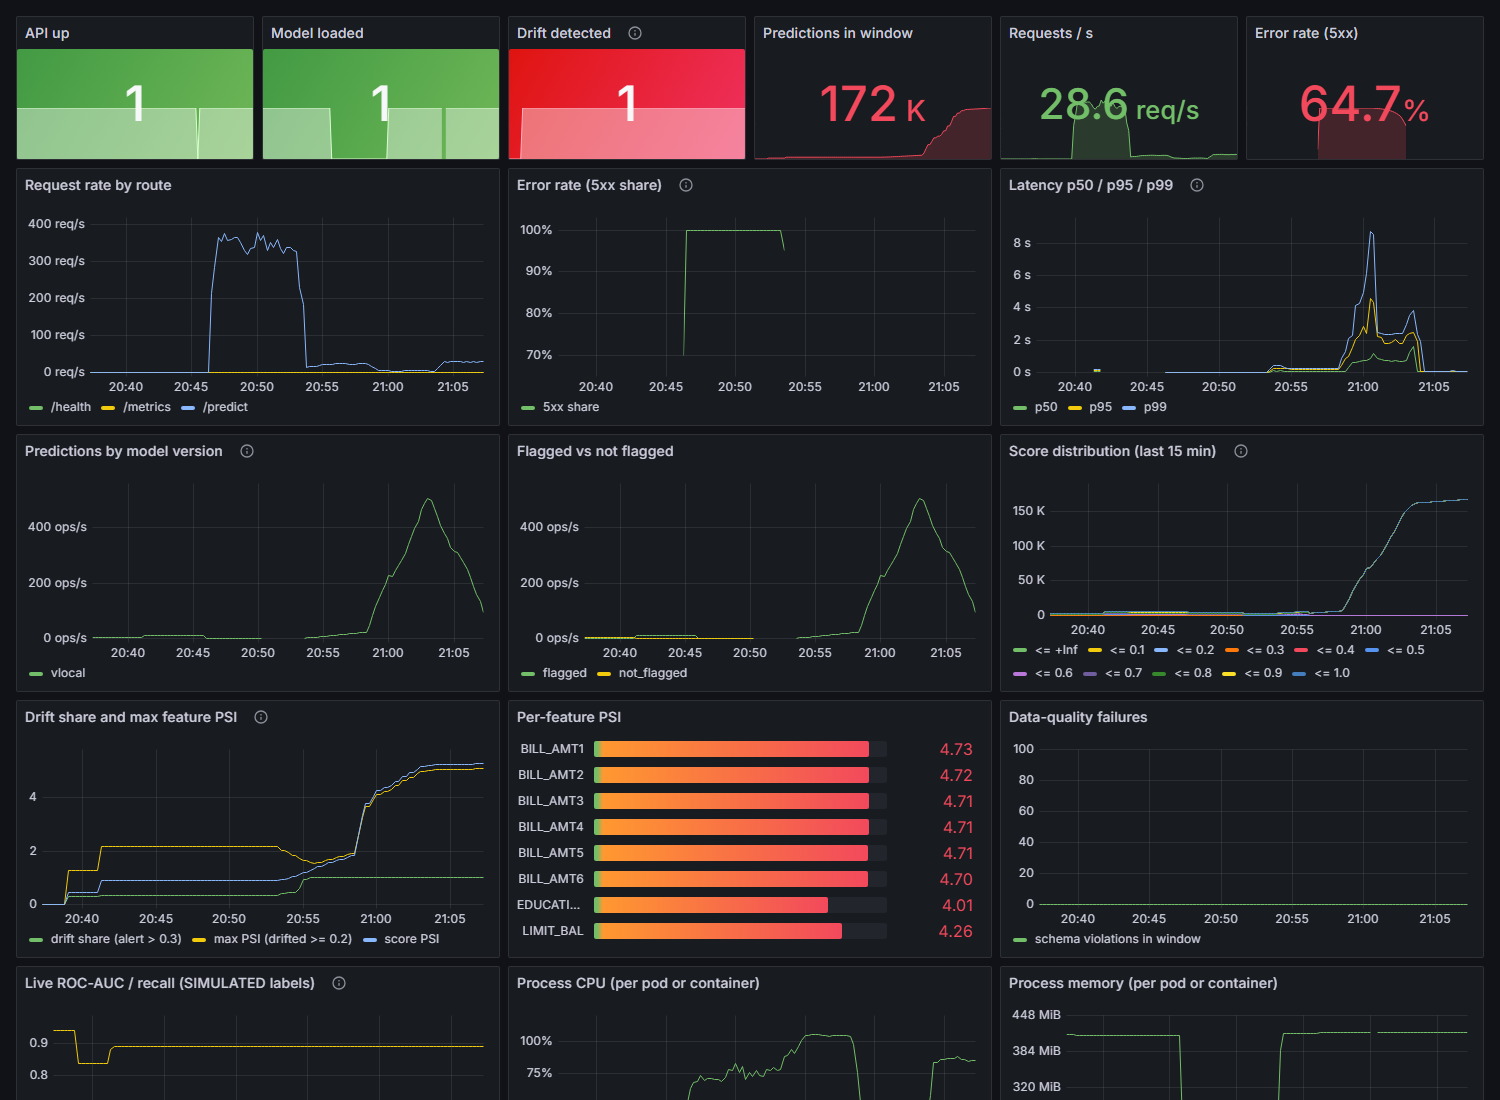 API up
1
Model loaded
1
Drift detected
1
Predictions in window
172 K
Requests / s
28.6 req/s
Error rate (5xx)
64.7%
Request rate by route
400 req/s
300 req/s
200 req/s
100 req/s
0 req/s
20:40 20:45 20:50 20:55 21:00 21:05
/health /metrics /predict
Error rate (5xx share)
100%
90%
80%
70%
20:40 20:45 20:50 20:55 21:00 21:05
5xx share
Latency p50 / p95 / p99
8 s
6 s
4 s
2 s
0 s
20:40 20:45 20:50 20:55 21:00 21:05
p50 p95 p99
Predictions by model version
400 ops/s
200 ops/s
0 ops/s
20:40 20:45 20:50 20:55 21:00 21:05
vlocal
Flagged vs not flagged
400 ops/s
200 ops/s
0 ops/s
20:40 20:45 20:50 20:55 21:00 21:05
flagged not_flagged
Score distribution (last 15 min)
150 K
100 K
50 K
0
20:40 20:45 20:50 20:55 21:00 21:05
<= +Inf <= 0.1 <= 0.2 <= 0.3 <= 0.4 <= 0.5
<= 0.6 <= 0.7 <= 0.8 <= 0.9 <= 1.0
Drift share and max feature PSI
4
2
0
20:40 20:45 20:50 20:55 21:00 21:05
drift share (alert > 0.3) max PSI (drifted >= 0.2) score PSI
Per-feature PSI
BILL_AMT1 4.73
BILL_AMT2 4.72
BILL_AMT3 4.71
BILL_AMT4 4.71
BILL_AMT5 4.71
BILL_AMT6 4.70
EDUCATI... 4.01
LIMIT_BAL 4.26
Data-quality failures
100
80
60
40
20
0
20:40 20:45 20:50 20:55 21:00 21:05
schema violations in window
Live ROC-AUC / recall (SIMULATED labels)
0.9
0.8
Process CPU (per pod or container)
100%
75%
Process memory (per pod or container)
448 MiB
384 MiB
320 MiB